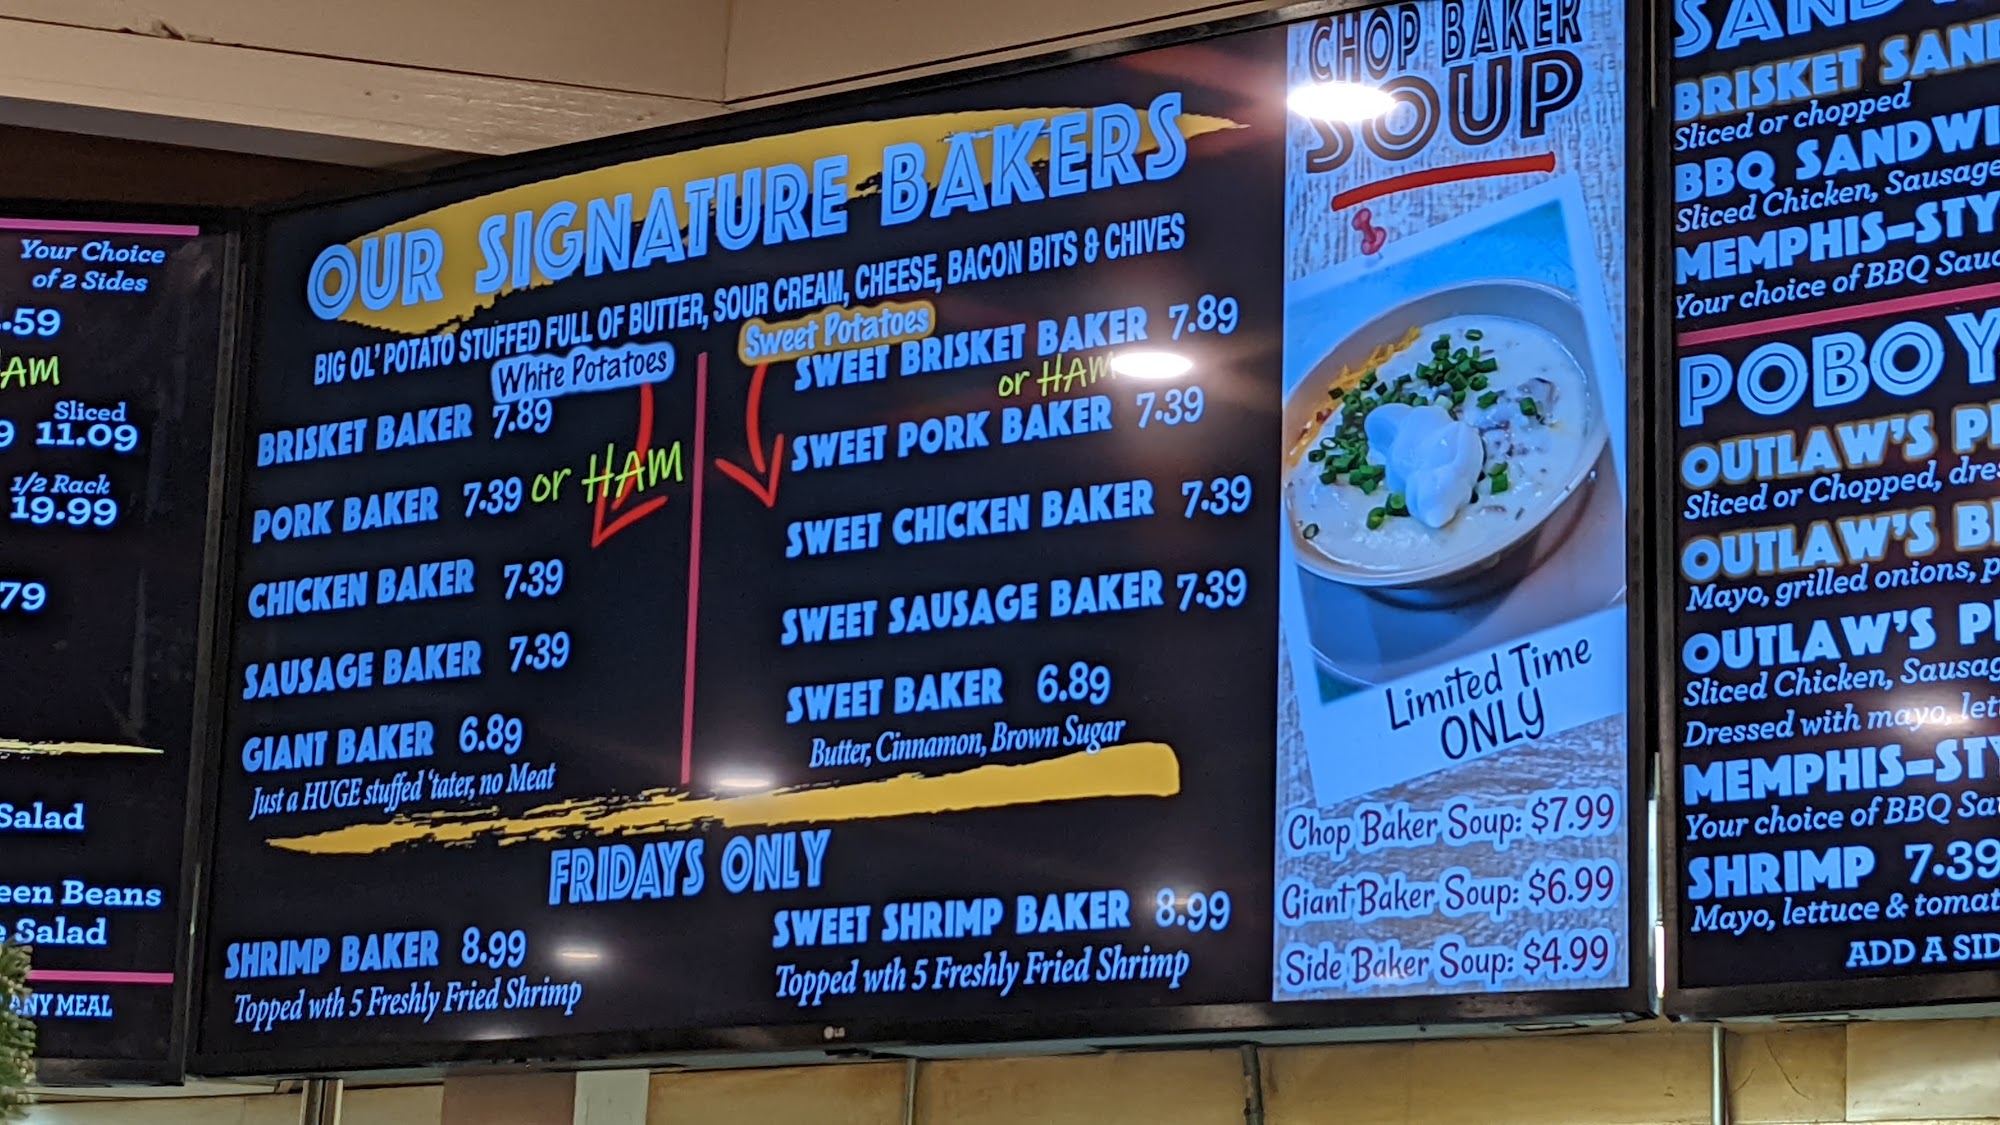 Your Choice
of 2 Sides
.59
AM
Sliced
9 11.09
1/2 Rack
19.99
79
Salad
een Beans
Salad
ANY MEAL
OUR SIGNATURE BAKERS
BIG OL' POTATO STUFFED FULL OF BUTTER, SOUR CREAM, CHEESE, BACON BITS & CHIVES
White Potatoes
BRISKET BAKER 7.89
PORK BAKER 7.39 or HAM
CHICKEN BAKER 7.39
SAUSAGE BAKER 7.39
GIANT BAKER 6.89
Just a HUGE stuffed 'tater, no Meat
Sweet Potatoes
SWEET BRISKET BAKER 7.89
or HAM
SWEET PORK BAKER 7.39
SWEET CHICKEN BAKER 7.39
SWEET SAUSAGE BAKER 7.39
SWEET BAKER 6.89
Butter, Cinnamon, Brown Sugar
FRIDAYS ONLY
SHRIMP BAKER 8.99
Topped wth 5 Freshly Fried Shrimp
SWEET SHRIMP BAKER 8.99
Topped wth 5 Freshly Fried Shrimp
LG
CHOP BAKER
SOUP
Limited Time
ONLY
Chop Baker Soup: $7.99
Giant Baker Soup: $6.99
Side Baker Soup: $4.99
SANDW
BRISKET SAND
Sliced or chopped
BBQ SANDWI
Sliced Chicken, Sausage
MEMPHIS-STY
Your choice of BBQ Sauc
POBOY
OUTLAW'S P
Sliced or Chopped, dres
OUTLAW'S B
Mayo, grilled onions, p
OUTLAW'S P
Sliced Chicken, Sausag
Dressed with mayo, lett
MEMPHIS-STY
Your choice of BBQ Sa
SHRIMP 7.39
Mayo, lettuce & tomat
ADD A SID